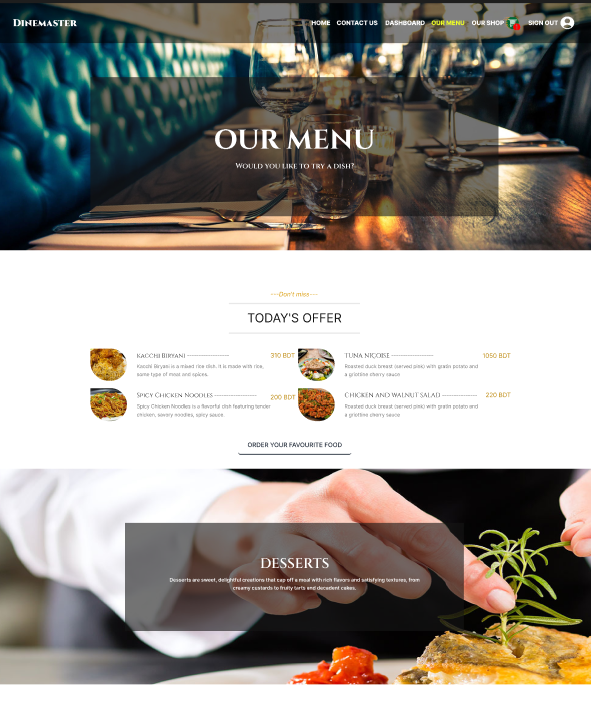 DINEMASTER
HOME CONTACT US DASHBOARD OUR MENU OUR SHOP SIGN OUT
OUR MENU
WOULD YOU LIKE TO TRY A DISH?
---Don't miss---
TODAY'S OFFER
KACCHI BIRYANI ------------------ 310 BDT
Kacchi Biryani is a mixed rice dish. It is made with rice,
some type of meat and spices.
TUNA NIÇOISE ------------------ 1050 BDT
Roasted duck breast (served pink) with gratin potato and
a griottine cherry sauce
SPICY CHICKEN NOODLES ------------------ 200 BDT
Spicy Chicken Noodles is a flavorful dish featuring tender
chicken, savory noodles, spicy sauce.
CHICKEN AND WALNUT SALAD ------------------ 220 BDT
Roasted duck breast (served pink) with gratin potato and
a griottine cherry sauce
ORDER YOUR FAVOURITE FOOD
DESSERTS
Desserts are sweet, delightful creations that cap off a meal with rich flavors and satisfying textures, from
creamy custards to fruity tarts and decedent cakes.